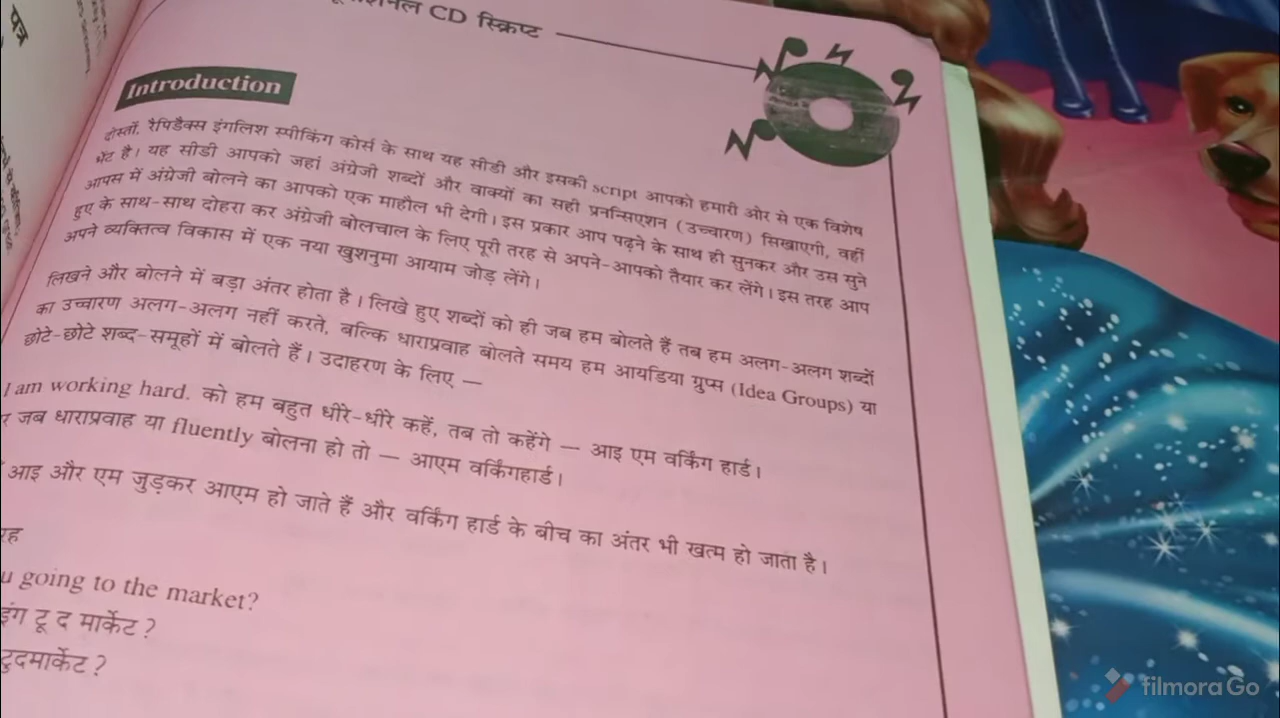 CD स्क्रिप्ट
पत्र
Introduction
दोस्तों, रैपिडैक्स इंगलिश स्पीकिंग कोर्स के साथ यह सीडी और इसकी script आपको हमारी ओर से एक विशेष
भेंट है। यह सीडी आपको जहां अंग्रेजी शब्दों और वाक्यों का सही प्रनन्सिएशन (उच्चारण) सिखाएगी, वहीं
आपस में अंग्रेजी बोलने का आपको एक माहौल भी देगी। इस प्रकार आप पढ़ने के साथ ही सुनकर और उस सुने
हुए के साथ-साथ दोहरा कर अंग्रेजी बोलचाल के लिए पूरी तरह से अपने-आपको तैयार कर लेंगे। इस तरह आप
अपने व्यक्तित्व विकास में एक नया खुशनुमा आयाम जोड़ लेंगे।
लिखने और बोलने में बड़ा अंतर होता है। लिखे हुए शब्दों को ही जब हम बोलते हैं तब हम अलग-अलग शब्दों
का उच्चारण अलग-अलग नहीं करते, बल्कि धाराप्रवाह बोलते समय हम आयडिया ग्रुप्स (Idea Groups) या
छोटे-छोटे शब्द-समूहों में बोलते हैं। उदाहरण के लिए —
I am working hard. को हम बहुत धीरे-धीरे कहें, तब तो कहेंगे — आइ एम वर्किंग हार्ड।
जब धाराप्रवाह या fluently बोलना हो तो — आएम वर्किंगहार्ड।
आइ और एम जुड़कर आएम हो जाते हैं और वर्किंग हार्ड के बीच का अंतर भी खत्म हो जाता है।
रह
u going to the market?
इंग टू द मार्केट?
टुदमार्केट?
filmoraGo